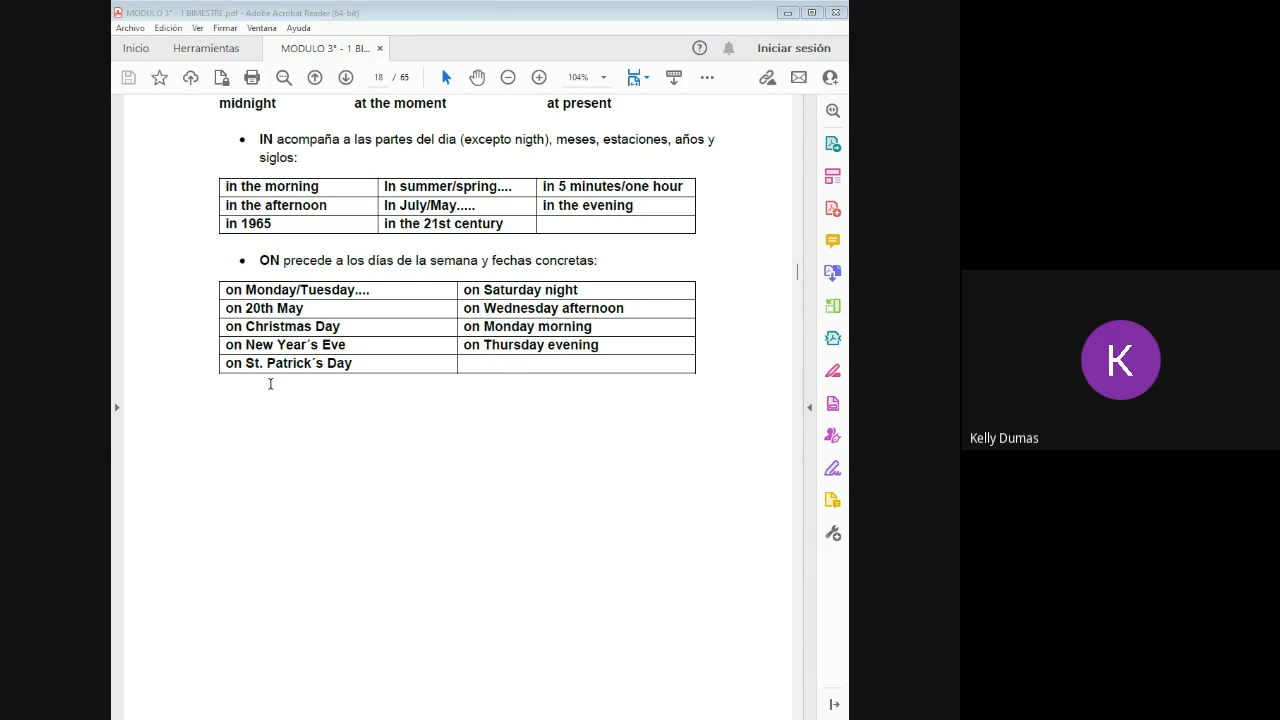 MODULO 3° - 1 BIMESTRE.pdf - Adobe Acrobat Reader (64-bit)
Archivo Edición Ver Firmar Ventana Ayuda
Inicio Herramientas MODULO 3° - 1 BI... × Iniciar sesión
18 / 65 104%
midnight at the moment at present
• IN acompaña a las partes del dia (excepto nigth), meses, estaciones, años y
siglos:
in the morning In summer/spring.... in 5 minutes/one hour
in the afternoon In July/May..... in the evening
in 1965 in the 21st century
• ON precede a los días de la semana y fechas concretas:
on Monday/Tuesday.... on Saturday night
on 20th May on Wednesday afternoon
on Christmas Day on Monday morning
on New Year´s Eve on Thursday evening
on St. Patrick´s Day
K
Kelly Dumas